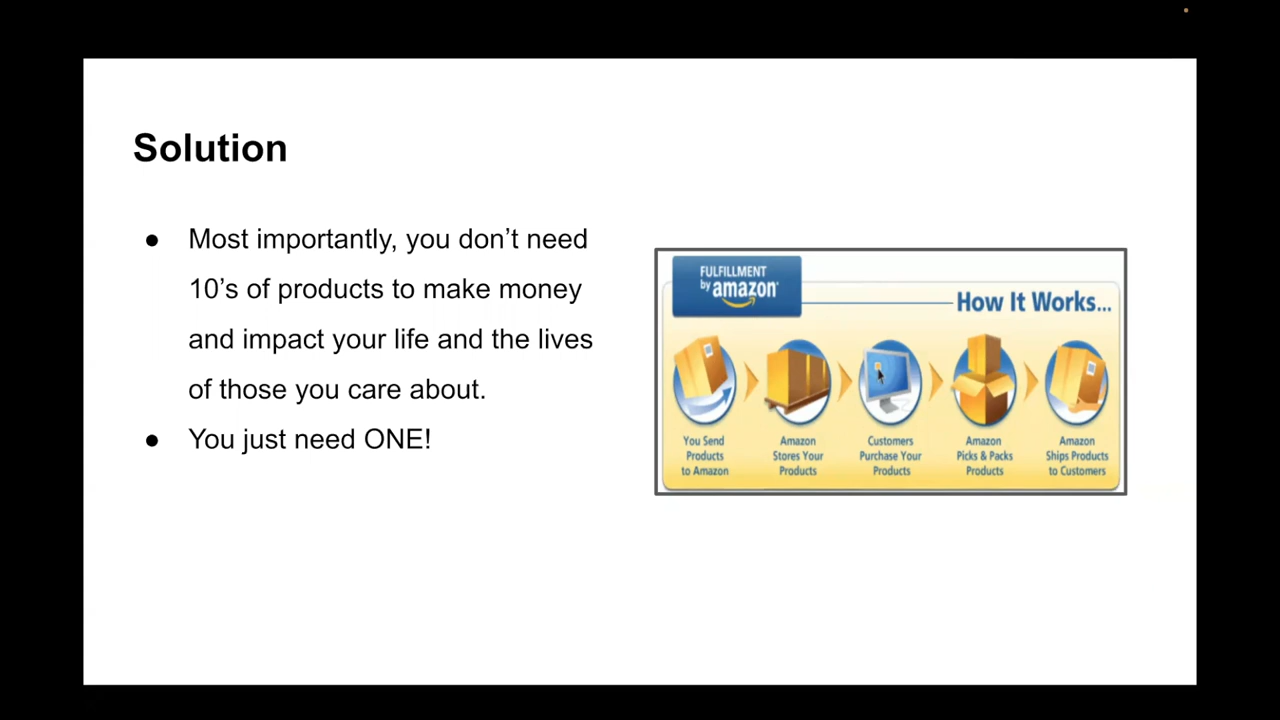 Solution
● Most importantly, you don’t need
10’s of products to make money
and impact your life and the lives
of those you care about.
● You just need ONE!
FULFILLMENT
by amazon
How It Works...
You Send
Products
to Amazon
Amazon
Stores Your
Products
Customers
Purchase Your
Products
Amazon
Picks & Packs
Products
Amazon
Ships Products
to Customers